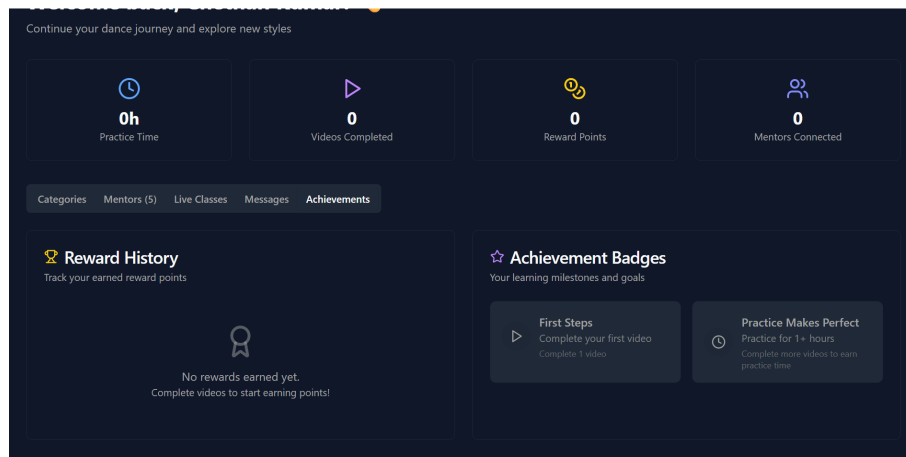 Continue your dance journey and explore new styles
0h
Practice Time
0
Videos Completed
0
Reward Points
0
Mentors Connected
Categories Mentors (5) Live Classes Messages Achievements
Reward History
Track your earned reward points
No rewards earned yet.
Complete videos to start earning points!
Achievement Badges
Your learning milestones and goals
First Steps
Complete your first video
Complete 1 video
Practice Makes Perfect
Practice for 1+ hours
Complete more videos to earn
practice time